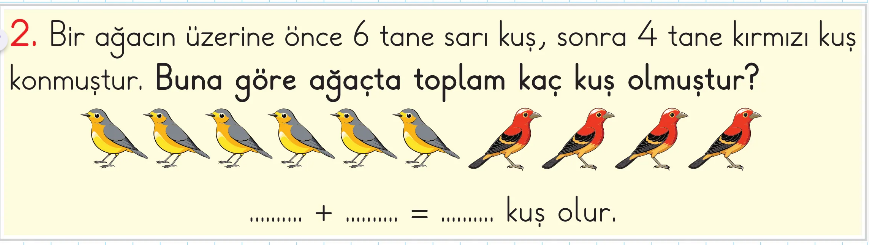 2. Bir ağacın üzerine önce 6 tane sarı kuş, sonra 4 tane kırmızı kuş
konmuştur. Buna göre ağaçta toplam kaç kuş olmuştur?
.......... + .......... = .......... kuş olur.